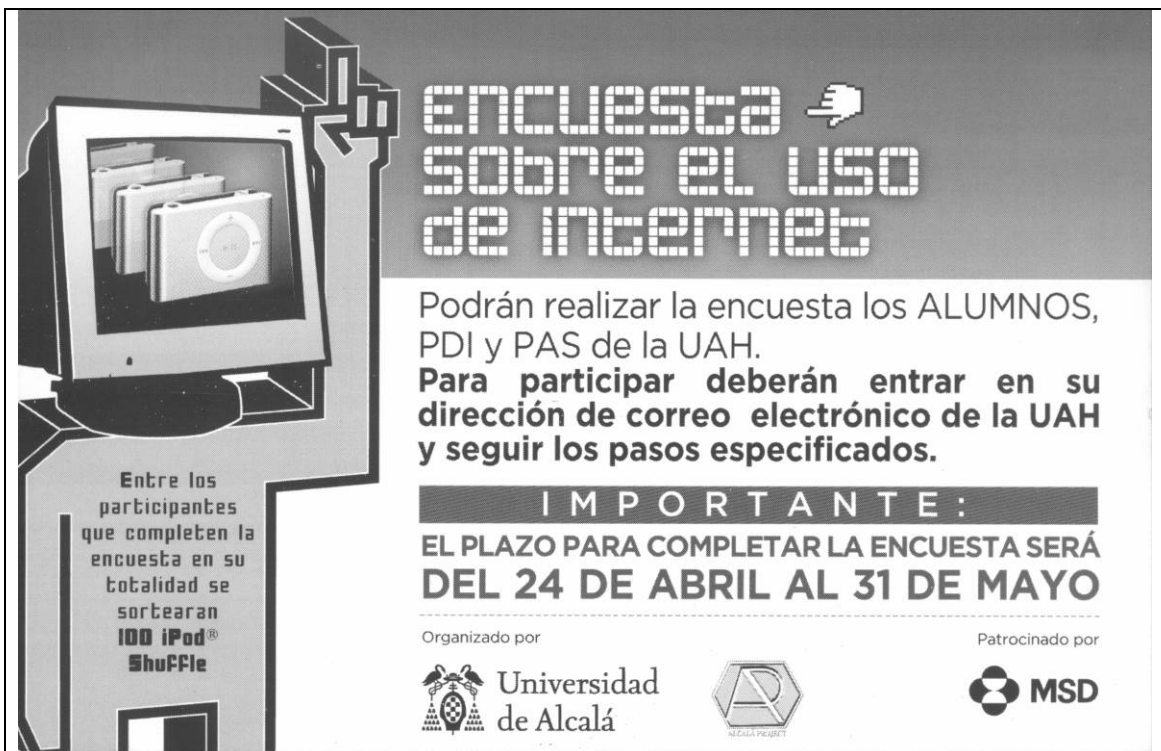 Encuesta
sobre el uso
de internet
Podrán realizar la encuesta los ALUMNOS,
PDI y PAS de la UAH.
Para participar deberán entrar en su
dirección de correo electrónico de la UAH
y seguir los pasos especificados.
IMPORTANTE:
EL PLAZO PARA COMPLETAR LA ENCUESTA SERÁ
DEL 24 DE ABRIL AL 31 DE MAYO
Entre los
participantes
que completen la
encuesta en su
totalidad se
sortearan
100 iPod®
Shuffle
Organizado por
Universidad
de Alcalá
ALCALÁ PROJECT
Patrocinado por
MSD